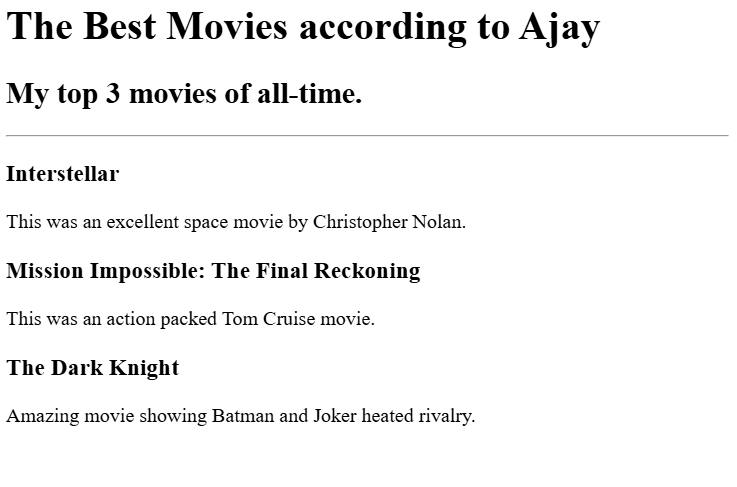 The Best Movies according to Ajay
My top 3 movies of all-time.
Interstellar
This was an excellent space movie by Christopher Nolan.
Mission Impossible: The Final Reckoning
This was an action packed Tom Cruise movie.
The Dark Knight
Amazing movie showing Batman and Joker heated rivalry.